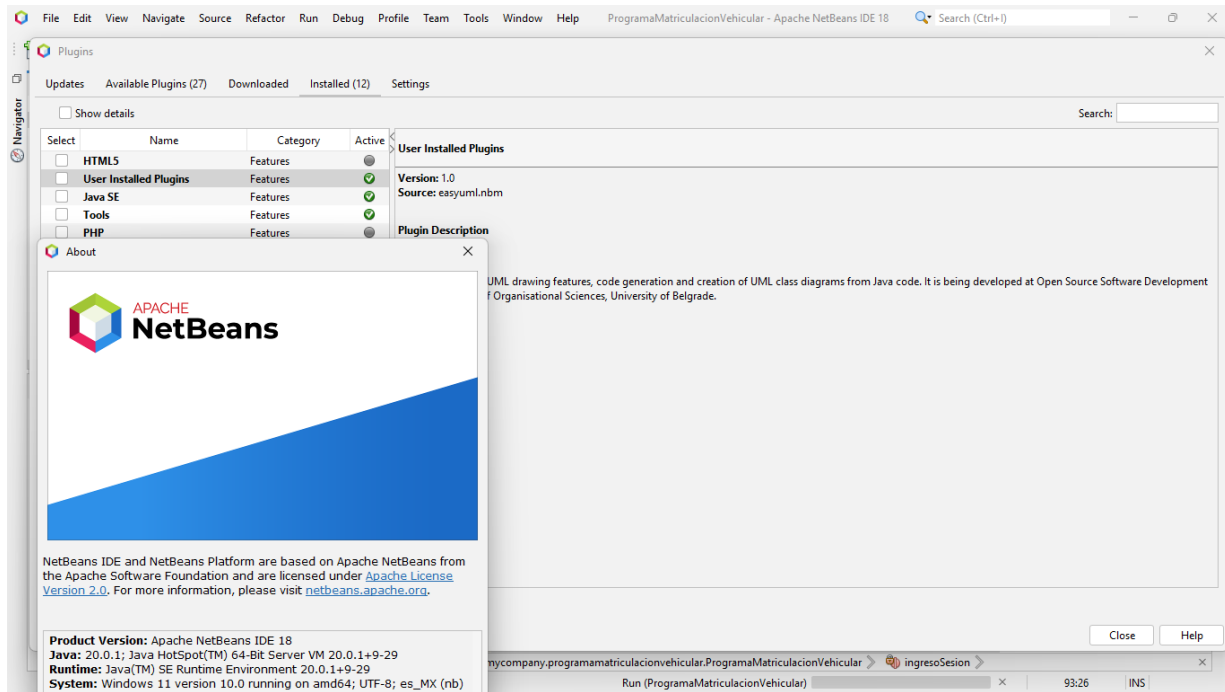 File Edit View Navigate Source Refactor Run Debug Profile Team Tools Window Help ProgramaMatriculacionVehicular - Apache NetBeans IDE 18 Search (Ctrl+I)
Plugins
Updates Available Plugins (27) Downloaded Installed (12) Settings
Navigator
Show details Search:
Select Name Category Active
HTML5 Features
User Installed Plugins Features
Java SE Features
Tools Features
PHP Features
User Installed Plugins
Version: 1.0
Source: easyuml.nbm
Plugin Description
UML drawing features, code generation and creation of UML class diagrams from Java code. It is being developed at Open Source Software Development
f Organisational Sciences, University of Belgrade.
About
APACHE
NetBeans
NetBeans IDE and NetBeans Platform are based on Apache NetBeans from
the Apache Software Foundation and are licensed under Apache License
Version 2.0. For more information, please visit netbeans.apache.org.
Product Version: Apache NetBeans IDE 18
Java: 20.0.1; Java HotSpot(TM) 64-Bit Server VM 20.0.1+9-29
Runtime: Java(TM) SE Runtime Environment 20.0.1+9-29
System: Windows 11 version 10.0 running on amd64; UTF-8; es_MX (nb)
Close Help
mycompany.programamatriculacionvehicular.ProgramaMatriculacionVehicular ingresoSesion
Run (ProgramaMatriculacionVehicular) 93:26 INS